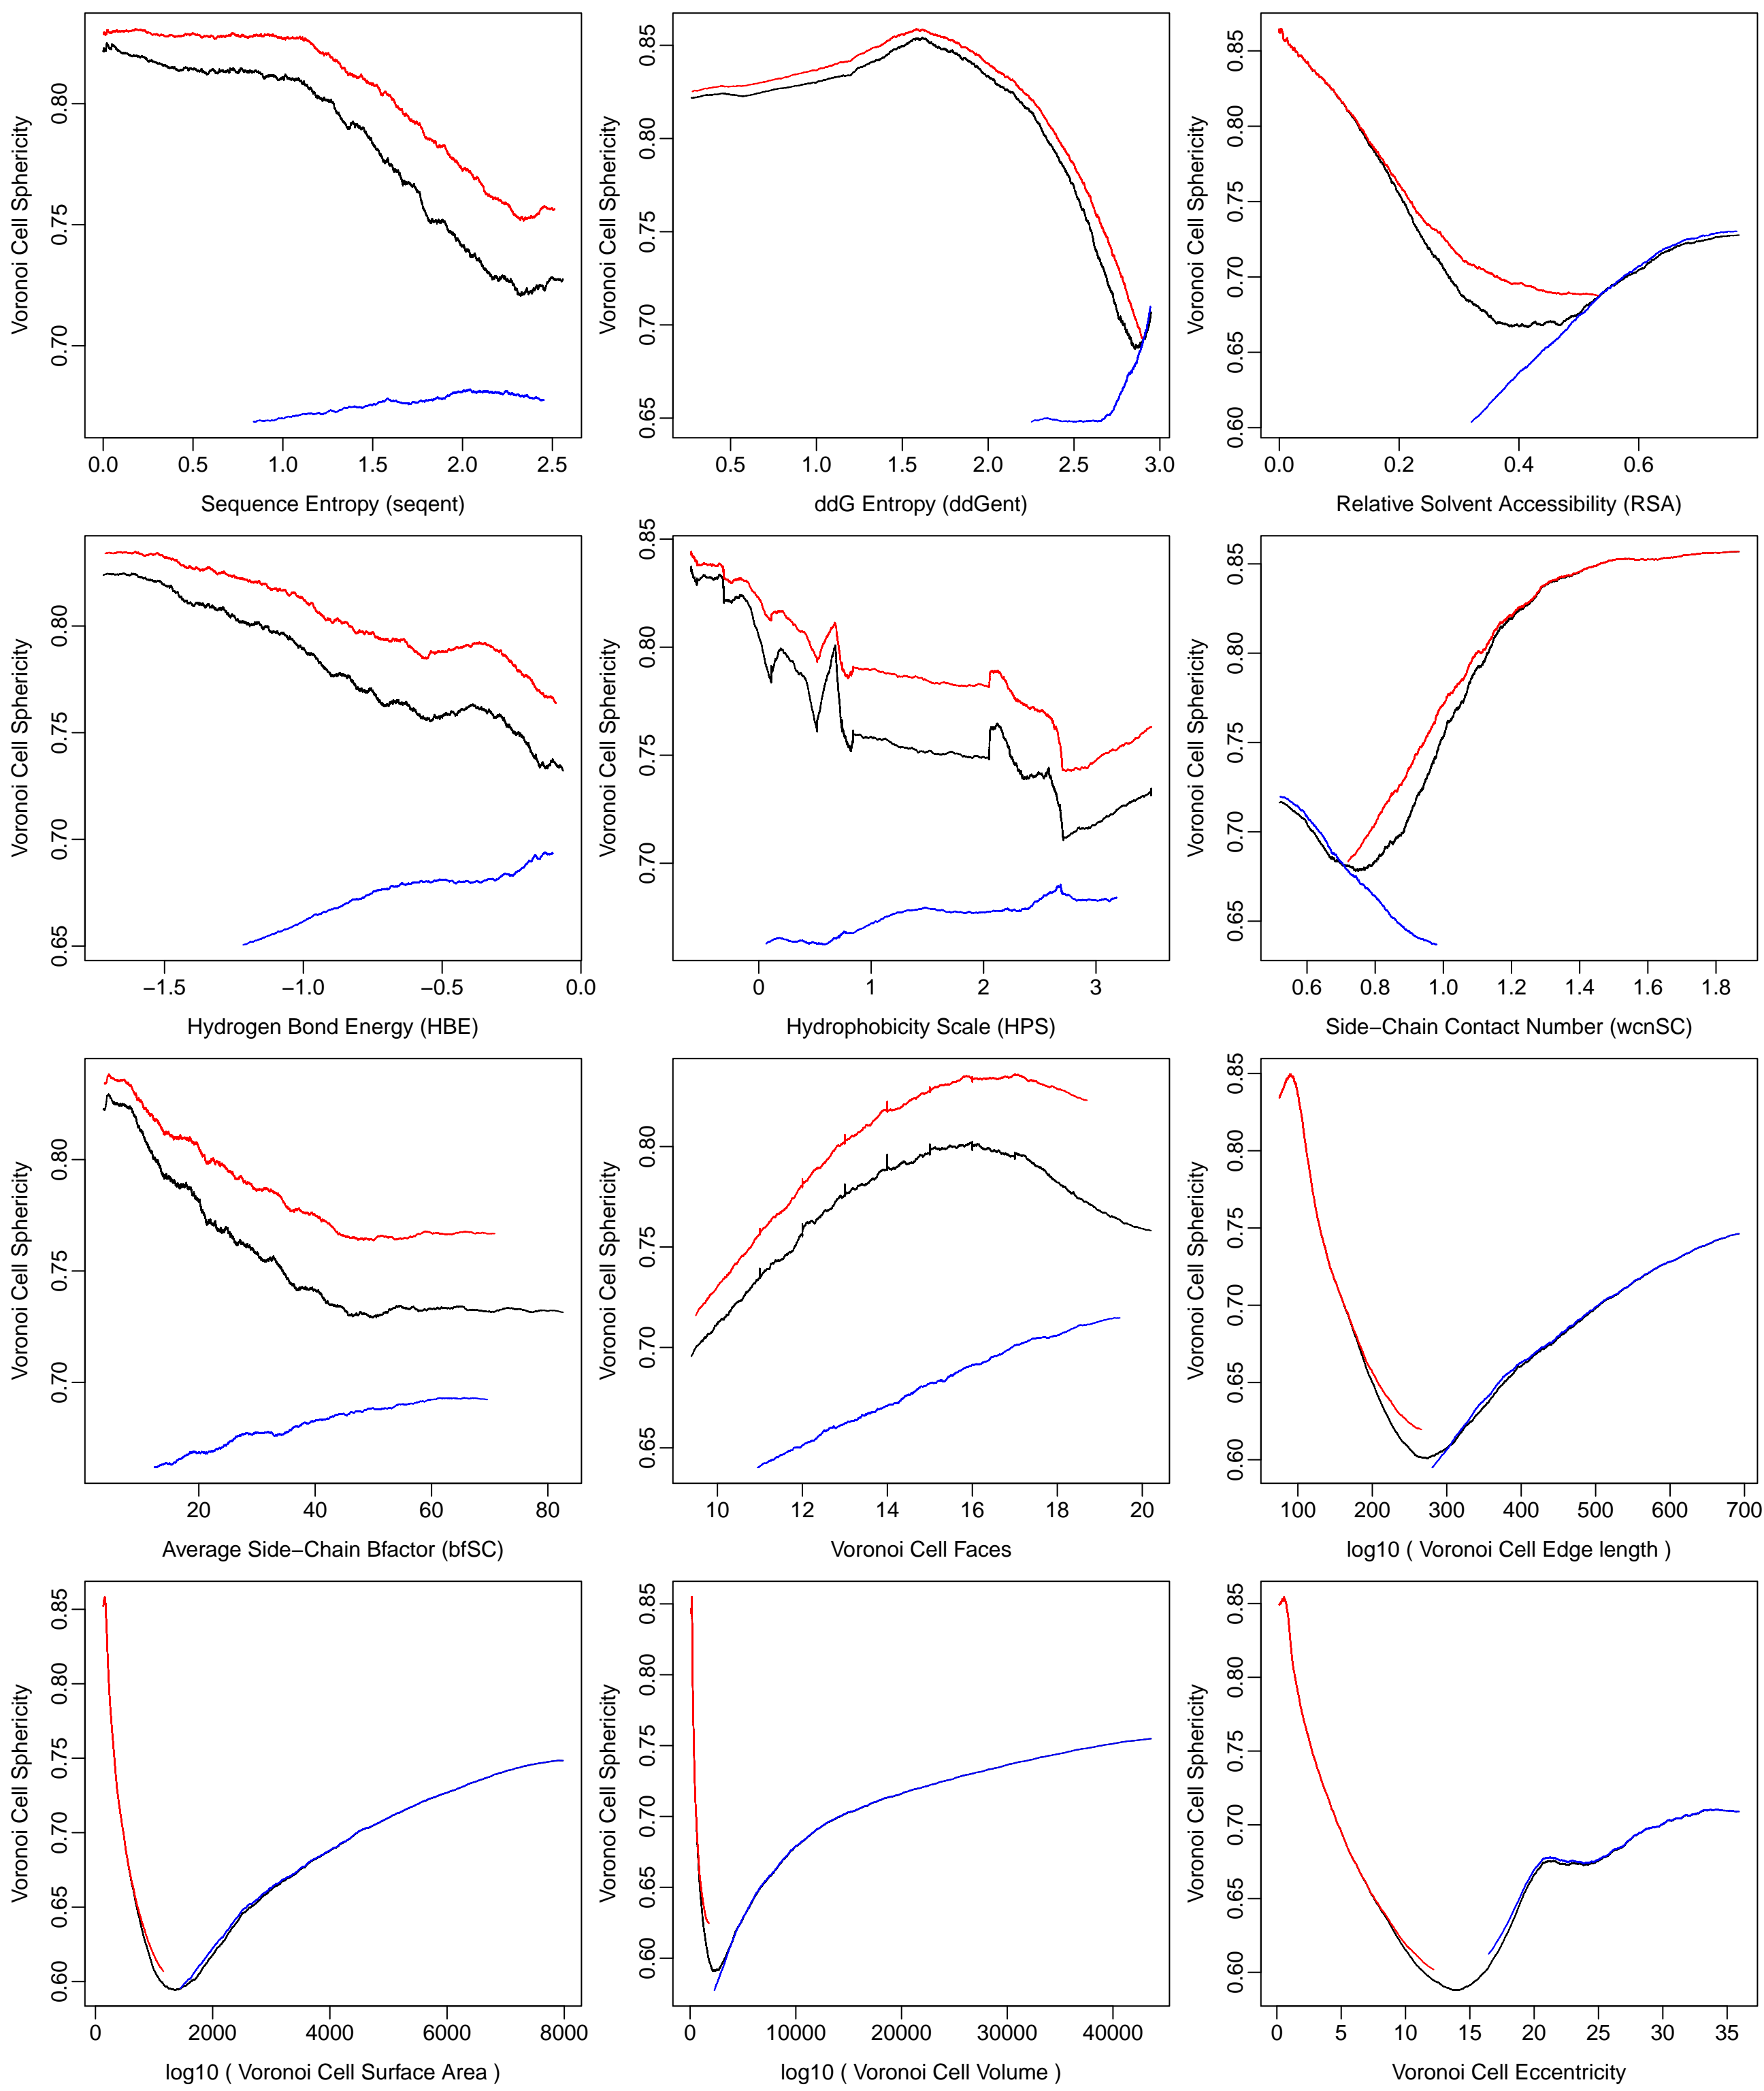 Voronoi Cell Sphericity
0.70 0.75 0.80
0.0 0.5 1.0 1.5 2.0 2.5
Sequence Entropy (seqent)
Voronoi Cell Sphericity
0.65 0.70 0.75 0.80 0.85
0.5 1.0 1.5 2.0 2.5 3.0
ddG Entropy (ddGent)
Voronoi Cell Sphericity
0.60 0.65 0.70 0.75 0.80 0.85
0.0 0.2 0.4 0.6
Relative Solvent Accessibility (RSA)
Voronoi Cell Sphericity
0.65 0.70 0.75 0.80
−1.5 −1.0 −0.5 0.0
Hydrogen Bond Energy (HBE)
Voronoi Cell Sphericity
0.70 0.75 0.80 0.85
0 1 2 3
Hydrophobicity Scale (HPS)
Voronoi Cell Sphericity
0.65 0.70 0.75 0.80 0.85
0.6 0.8 1.0 1.2 1.4 1.6 1.8
Side−Chain Contact Number (wcnSC)
Voronoi Cell Sphericity
0.70 0.75 0.80
20 40 60 80
Average Side−Chain Bfactor (bfSC)
Voronoi Cell Sphericity
0.65 0.70 0.75 0.80
10 12 14 16 18 20
Voronoi Cell Faces
Voronoi Cell Sphericity
0.60 0.65 0.70 0.75 0.80 0.85
100 200 300 400 500 600 700
log10 ( Voronoi Cell Edge length )
Voronoi Cell Sphericity
0.60 0.65 0.70 0.75 0.80 0.85
0 2000 4000 6000 8000
log10 ( Voronoi Cell Surface Area )
Voronoi Cell Sphericity
0.60 0.65 0.70 0.75 0.80 0.85
0 10000 20000 30000 40000
log10 ( Voronoi Cell Volume )
Voronoi Cell Sphericity
0.60 0.65 0.70 0.75 0.80 0.85
0 5 10 15 20 25 30 35
Voronoi Cell Eccentricity